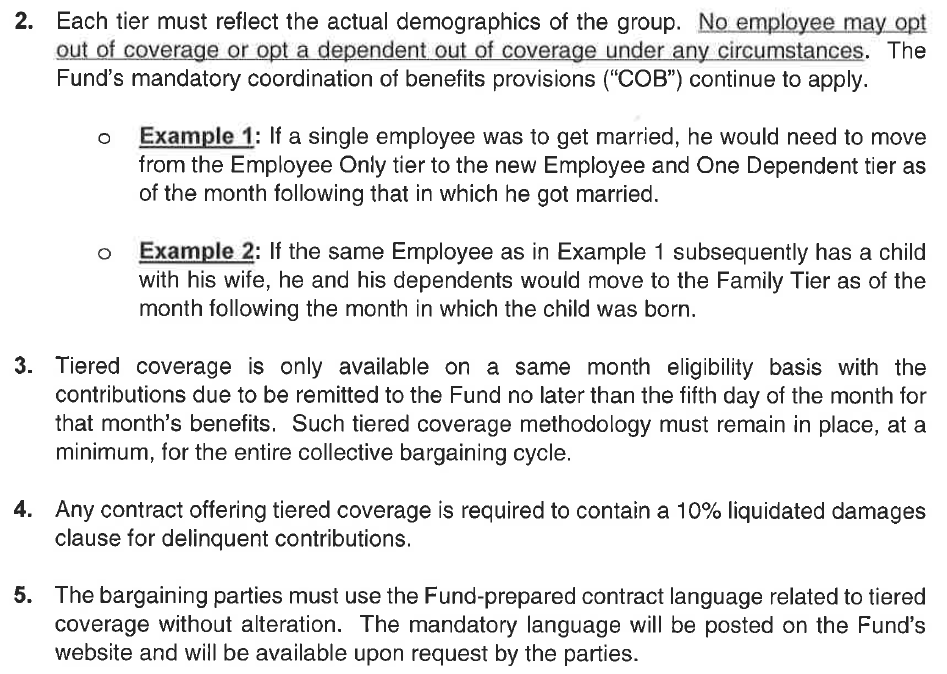 2. Each tier must reflect the actual demographics of the group. No employee may opt
out of coverage or opt a dependent out of coverage under any circumstances. The
Fund's mandatory coordination of benefits provisions ("COB") continue to apply.
o Example 1: If a single employee was to get married, he would need to move
from the Employee Only tier to the new Employee and One Dependent tier as
of the month following that in which he got married.
o Example 2: If the same Employee as in Example 1 subsequently has a child
with his wife, he and his dependents would move to the Family Tier as of the
month following the month in which the child was born.
3. Tiered coverage is only available on a same month eligibility basis with the
contributions due to be remitted to the Fund no later than the fifth day of the month for
that month's benefits. Such tiered coverage methodology must remain in place, at a
minimum, for the entire collective bargaining cycle.
4. Any contract offering tiered coverage is required to contain a 10% liquidated damages
clause for delinquent contributions.
5. The bargaining parties must use the Fund-prepared contract language related to tiered
coverage without alteration. The mandatory language will be posted on the Fund's
website and will be available upon request by the parties.